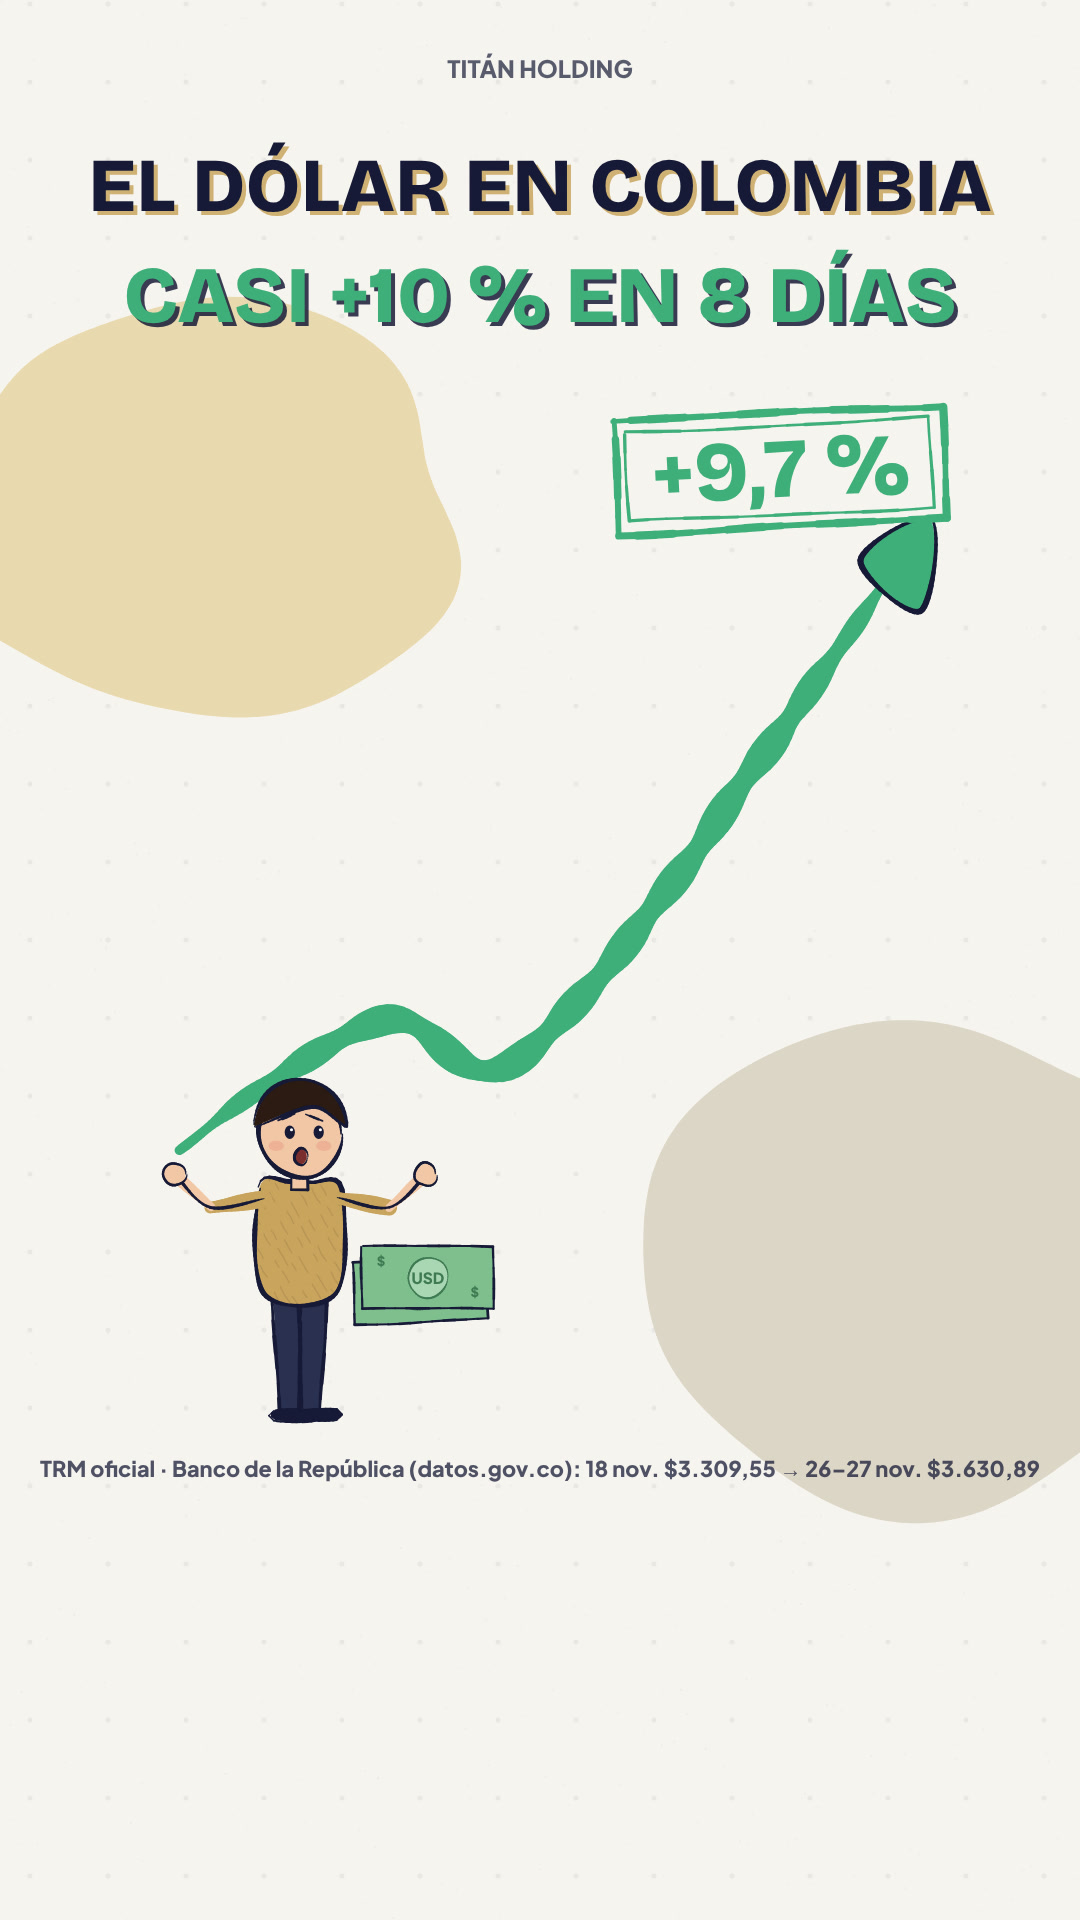 TITÁN HOLDING
EL DÓLAR EN COLOMBIA
CASI +10 % EN 8 DÍAS
+9,7 %
$
USD
$
TRM oficial · Banco de la República (datos.gov.co): 18 nov. $3.309,55 → 26–27 nov. $3.630,89